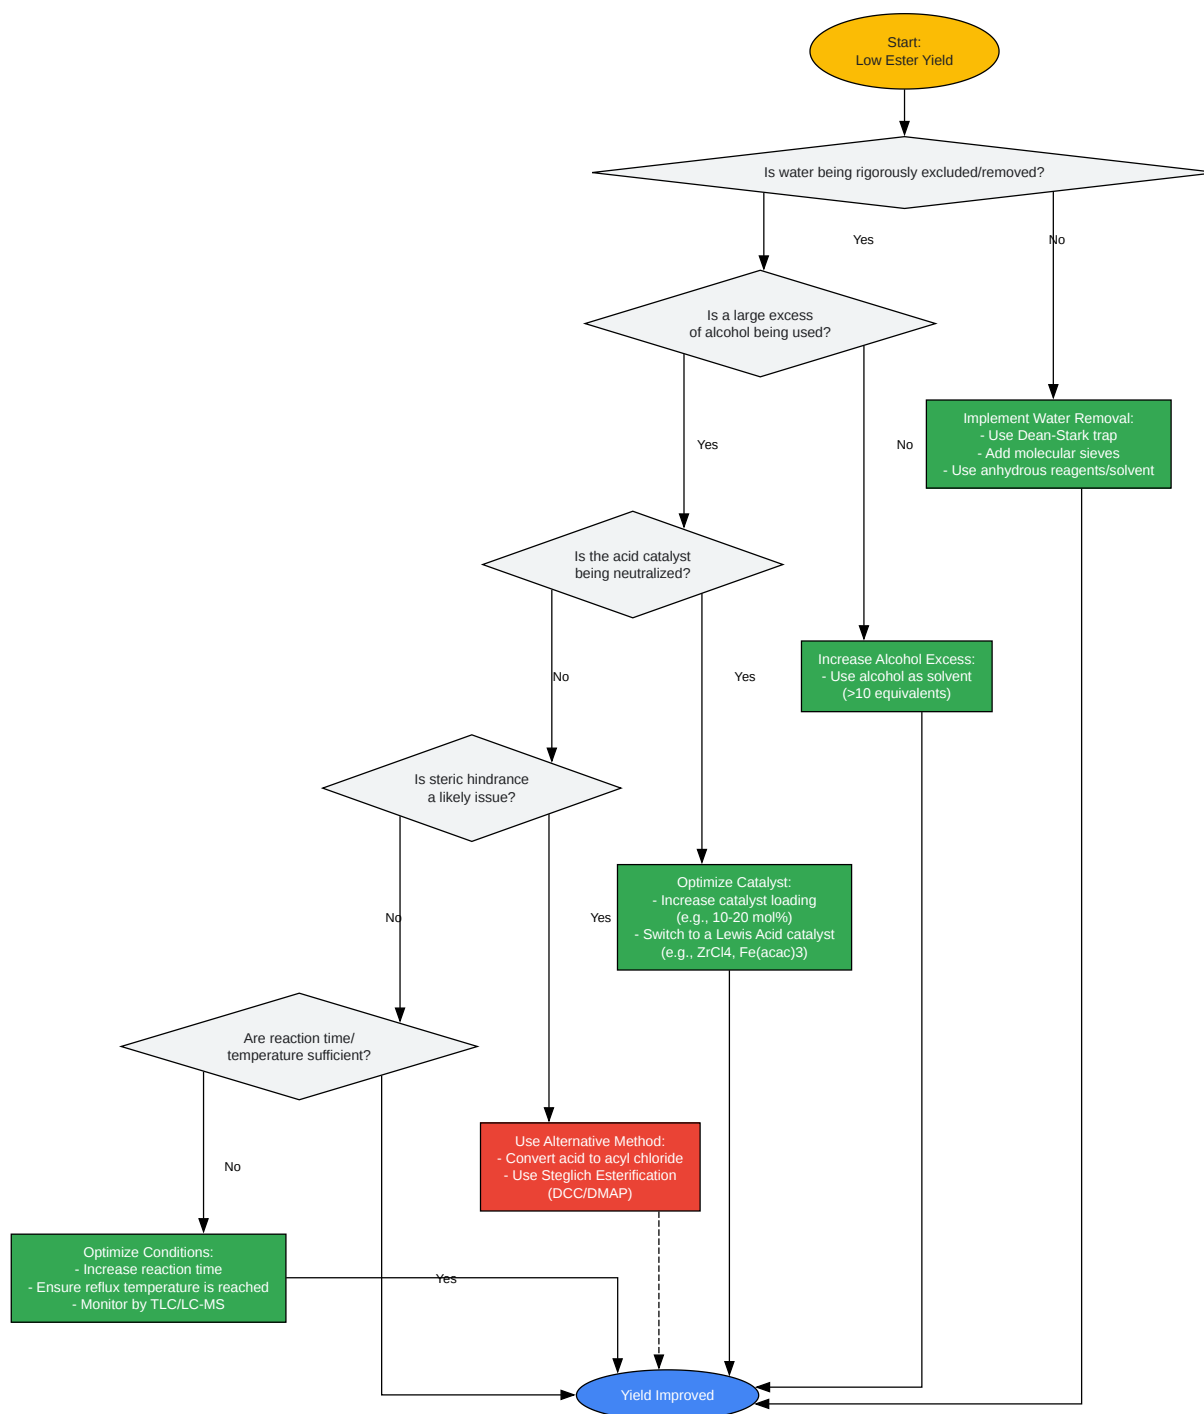 Start:
Low Ester Yield
Is water being rigorously excluded/removed?
Yes
No
Is a large excess
of alcohol being used?
Yes
No
Implement Water Removal:
- Use Dean-Stark trap
- Add molecular sieves
- Use anhydrous reagents/solvent
Is the acid catalyst
being neutralized?
No
Yes
Increase Alcohol Excess:
- Use alcohol as solvent
(>10 equivalents)
Is steric hindrance
a likely issue?
No
Yes
Optimize Catalyst:
- Increase catalyst loading
(e.g., 10-20 mol%)
- Switch to a Lewis Acid catalyst
(e.g., ZrCl4, Fe(acac)3)
Are reaction time/
temperature sufficient?
No
Use Alternative Method:
- Convert acid to acyl chloride
- Use Steglich Esterification
(DCC/DMAP)
Optimize Conditions:
- Increase reaction time
- Ensure reflux temperature is reached
- Monitor by TLC/LC-MS
Yes
Yield Improved